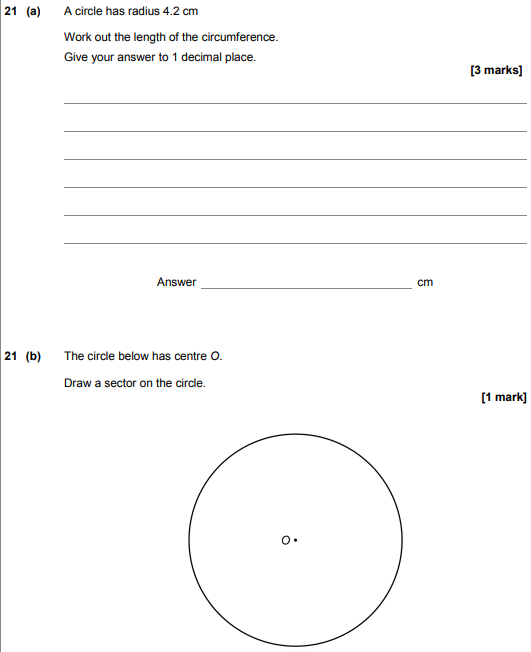 21 (a) A circle has radius 4.2 cm
Work out the length of the circumference.
Give your answer to 1 decimal place.
[3 marks]
Answer cm
21 (b) The circle below has centre O.
Draw a sector on the circle.
[1 mark]
O